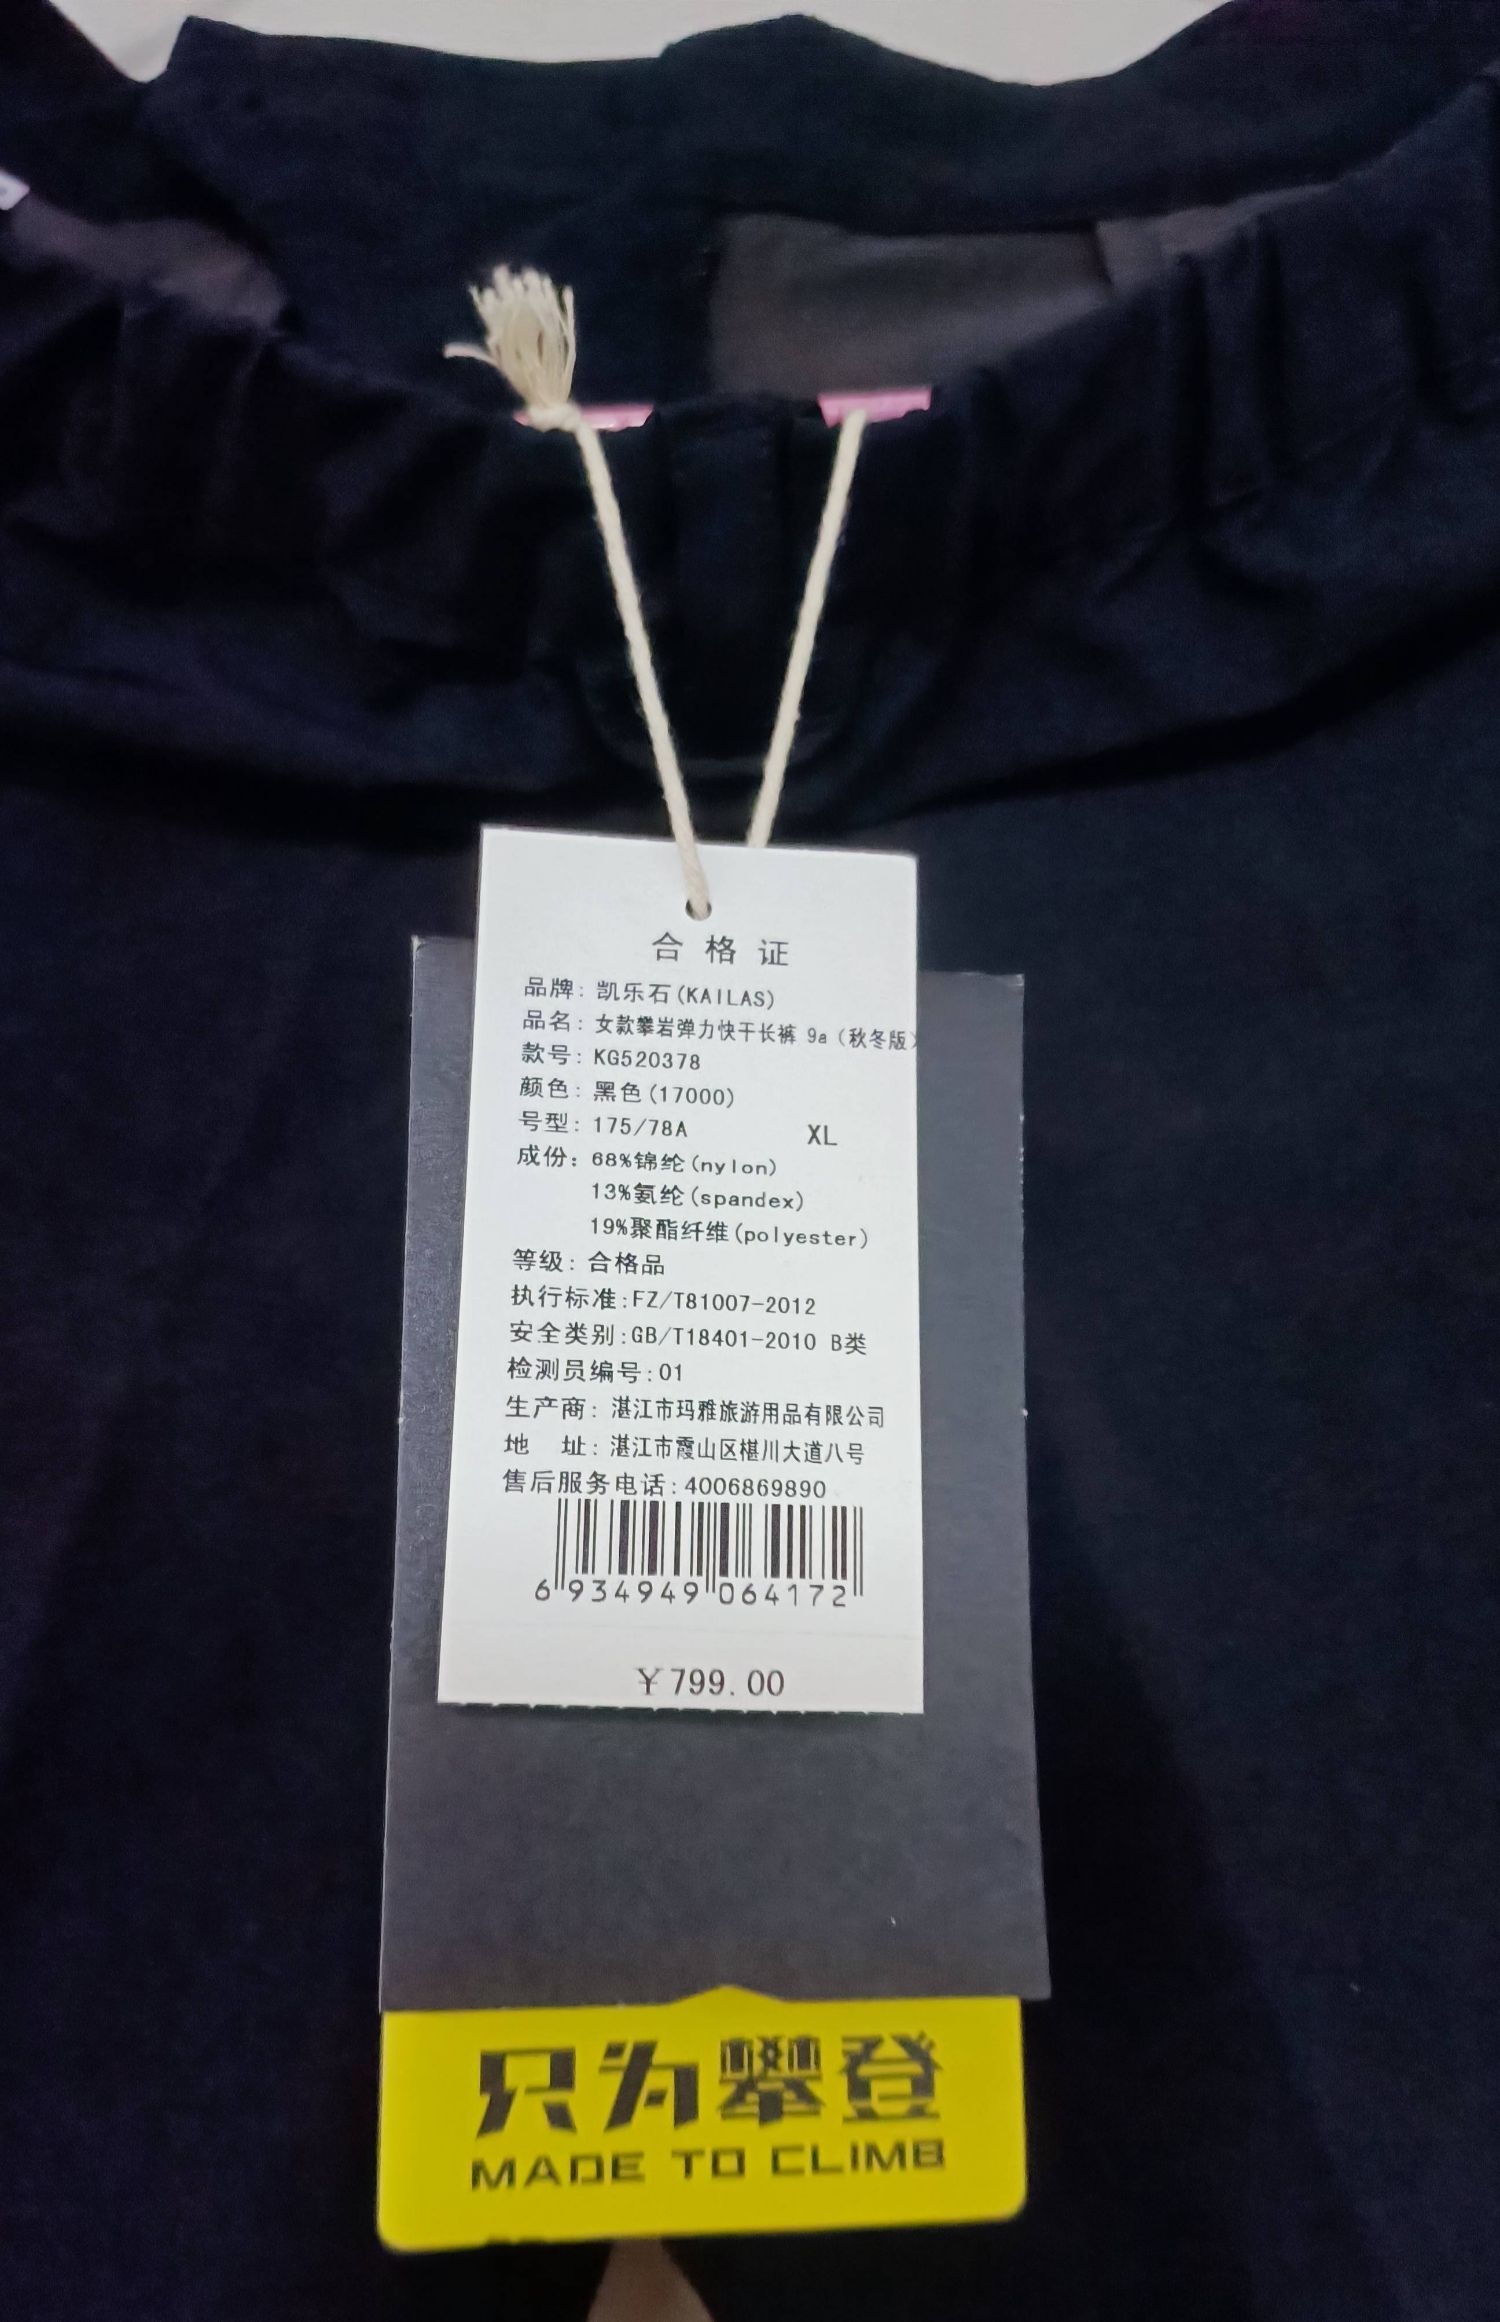 合格证
品牌: 凯乐石(KAILAS)
品名: 女款攀岩弹力快干长裤 9a（秋冬版）
款号: KG520378
颜色: 黑色(17000)
号型: 175/78A XL
成份: 68%锦纶(nylon)
13%氨纶(spandex)
19%聚酯纤维(polyester)
等级: 合格品
执行标准:FZ/T81007-2012
安全类别:GB/T18401-2010 B类
检测员编号:01
生产商: 湛江市玛雅旅游用品有限公司
地 址: 湛江市霞山区椹川大道八号
售后服务电话:4006869890
6 934949 064172
¥799.00
只为攀登
MADE TO CLIMB